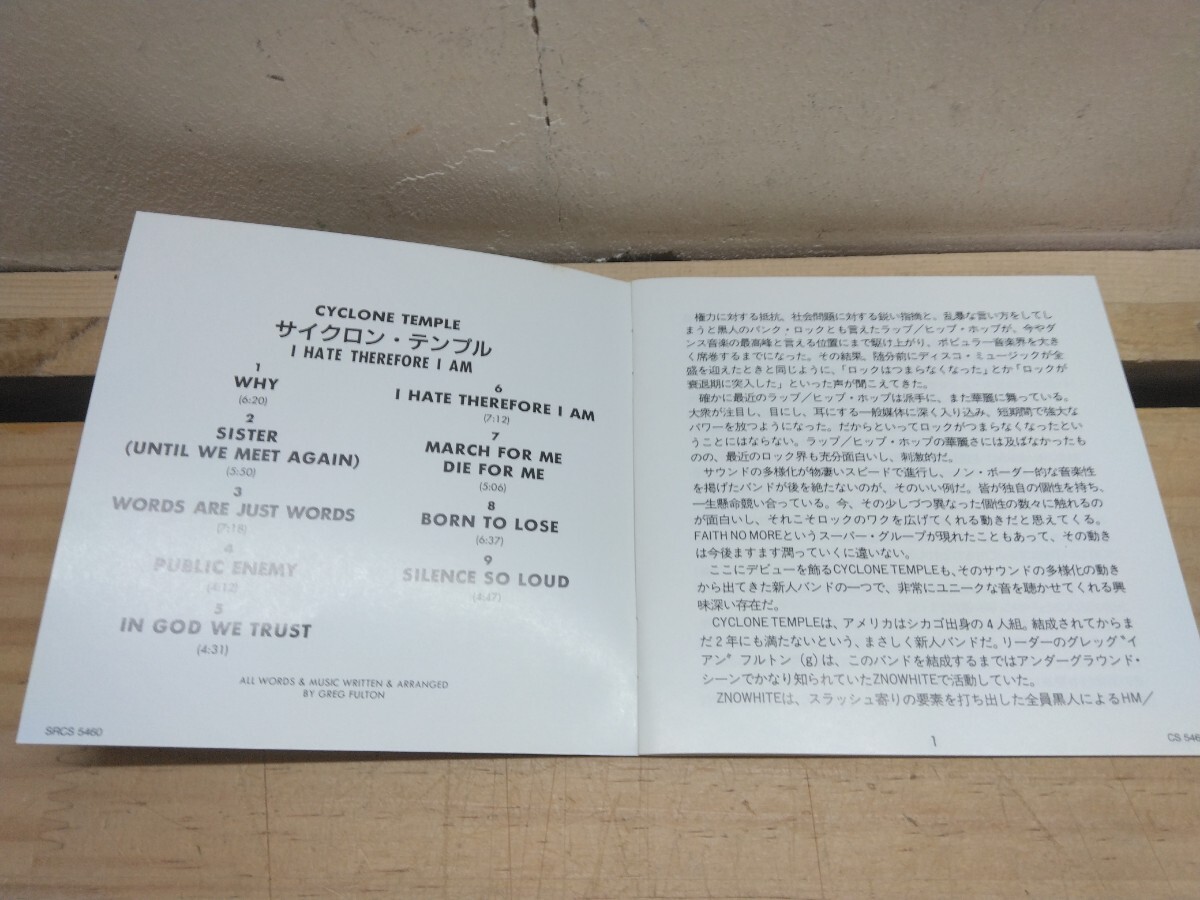 CYCLONE TEMPLE
サイクロン・テンプル
I HATE THEREFORE I AM
1
WHY
(6:20)
2
SISTER
(UNTIL WE MEET AGAIN)
(5:50)
3
WORDS ARE JUST WORDS
(7:18)
4
PUBLIC ENEMY
(4:12)
5
IN GOD WE TRUST
(4:31)
6
I HATE THEREFORE I AM
(7:12)
7
MARCH FOR ME
DIE FOR ME
(5:06)
8
BORN TO LOSE
(6:37)
9
SILENCE SO LOUD
(4:47)
ALL WORDS & MUSIC WRITTEN & ARRANGED
BY GREG FULTON
SRCS 5460
権力に対する抵抗、社会問題に対する鋭い指摘と、乱暴な言い方をしてし
まうと黒人のパンク・ロックとも言えたラップ／ヒップ・ホップが、今やダ
ンス音楽の最高峰と言える位置にまで駆け上がり、ポピュラー音楽界を大き
く席巻するまでになった。その結果、随分前にディスコ・ミュージックが全
盛を迎えたときと同じように、「ロックはつまらなくなった」とか「ロックが
衰退期に突入した」といった声が聞こえてきた。
確かに最近のラップ／ヒップ・ホップは派手に、また華麗に舞っている。
大衆が注目し、目にし、耳にする一般媒体に深く入り込み、短期間で強大な
パワーを放つようになった。だからといってロックがつまらなくなったとい
うことにはならない。ラップ／ヒップ・ホップの華麗さには及ばなかったも
のの、最近のロック界も充分面白いし、刺激的だ。
サウンドの多様化が物凄いスピードで進行し、ノン・ボーダー的な音楽性
を掲げたバンドが後を絶たないのが、そのいい例だ。皆が独自の個性を持ち、
一生懸命競い合っている。今、その少しづつ異なった個性の数々に触れるの
が面白いし、それこそロックのワクを広げてくれる動きだと思えてくる。
FAITH NO MOREというスーパー・グループが現れたこともあって、その動き
は今後ますます潤っていくに違いない。
ここにデビューを飾るCYCLONE TEMPLEも、そのサウンドの多様化の動き
から出てきた新人バンドの一つで、非常にユニークな音を聴かせてくれる興
味深い存在だ。
CYCLONE TEMPLEは、アメリカはシカゴ出身の4人組。結成されてからま
だ2年にも満たないという、まさしく新人バンドだ。リーダーのグレッグ"イ
アン" フルトン (g) は、このバンドを結成するまではアンダーグラウンド・
シーンでかなり知られていたZNOWHITEで活動していた。
ZNOWHITEは、スラッシュ寄りの要素を打ち出した全員黒人によるHM／
1
CS 546